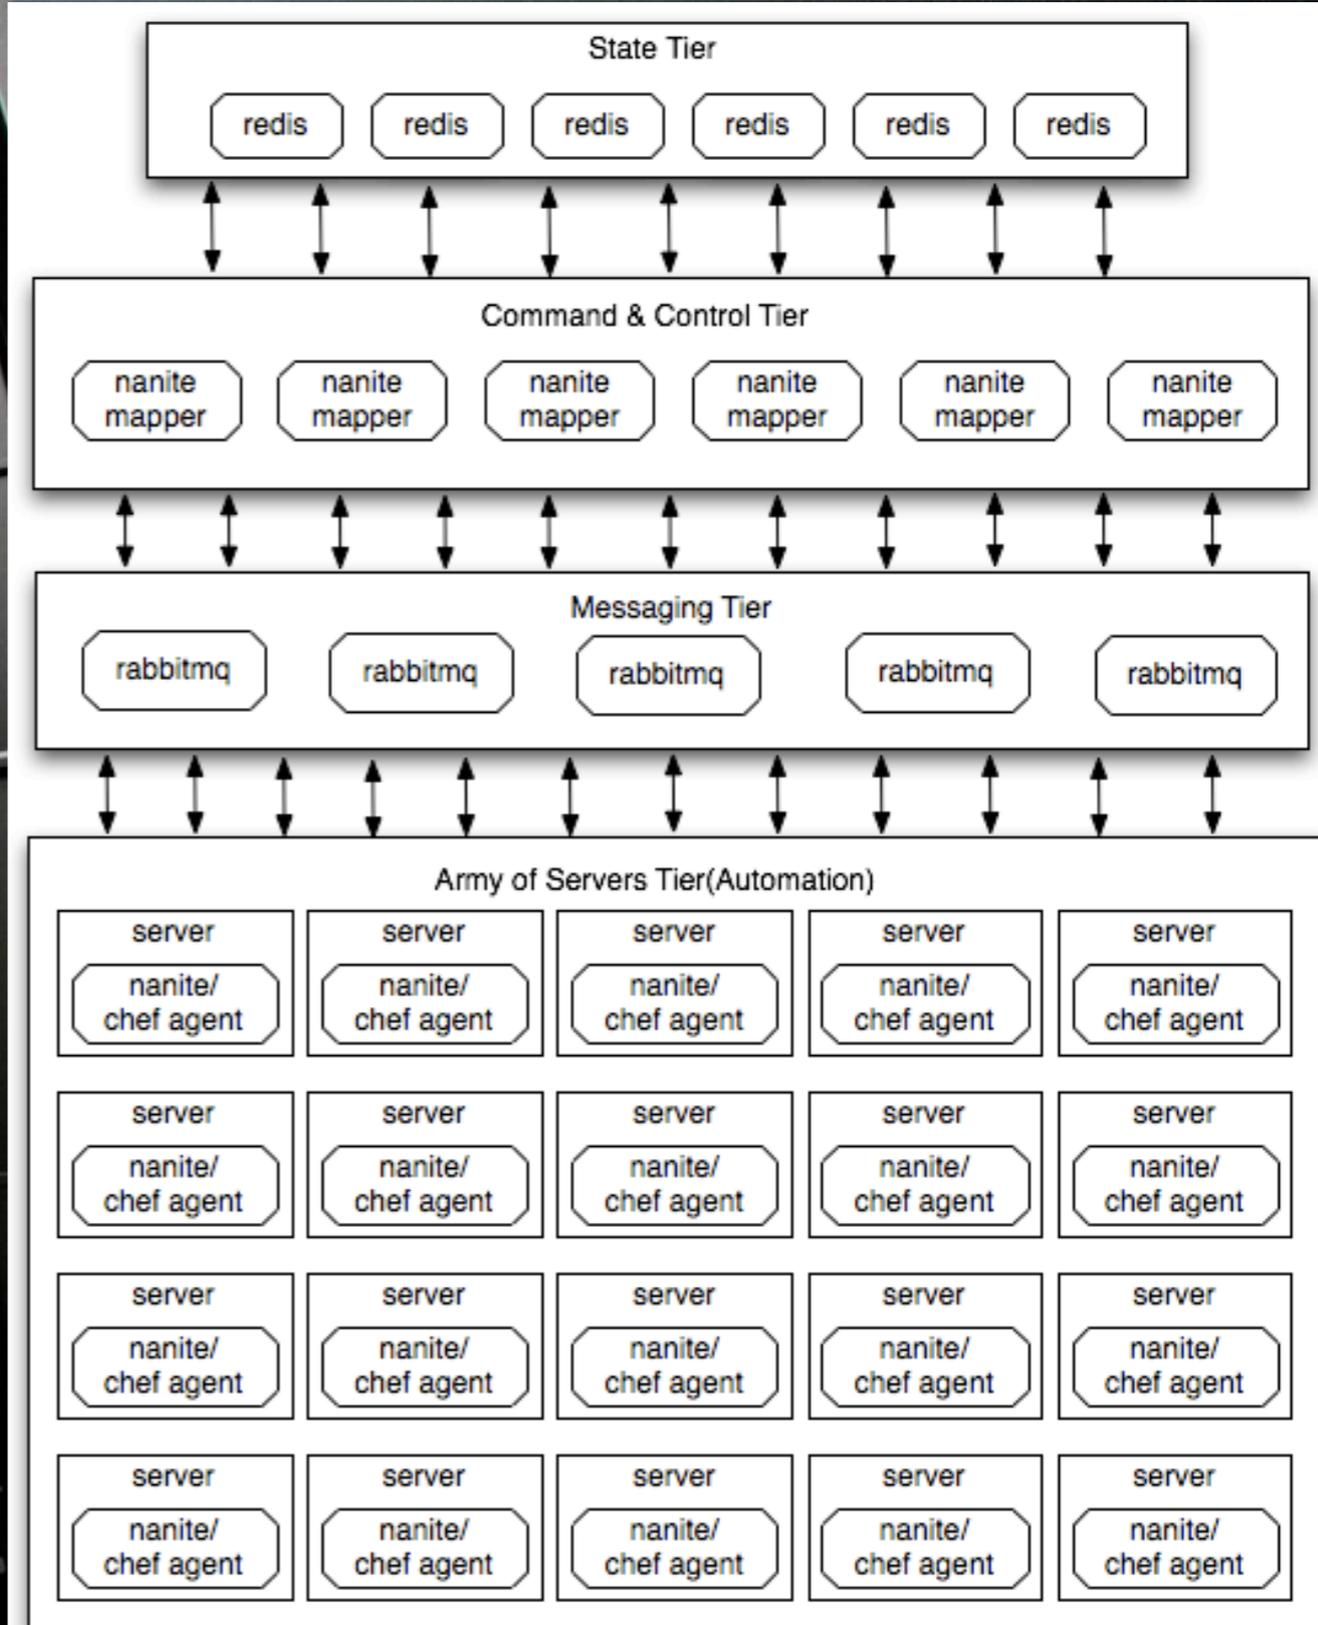 State Tier
redis redis redis redis redis redis
Command & Control Tier
nanite nanite nanite nanite nanite nanite
mapper mapper mapper mapper mapper mapper
Messaging Tier
rabbitmq rabbitmq rabbitmq rabbitmq rabbitmq
Army of Servers Tier(Automation)
server server server server server
nanite/ nanite/ nanite/ nanite/ nanite/
chef agent chef agent chef agent chef agent chef agent
server server server server server
nanite/ nanite/ nanite/ nanite/ nanite/
chef agent chef agent chef agent chef agent chef agent
server server server server server
nanite/ nanite/ nanite/ nanite/ nanite/
chef agent chef agent chef agent chef agent chef agent
server server server server server
nanite/ nanite/ nanite/ nanite/ nanite/
chef agent chef agent chef agent chef agent chef agent